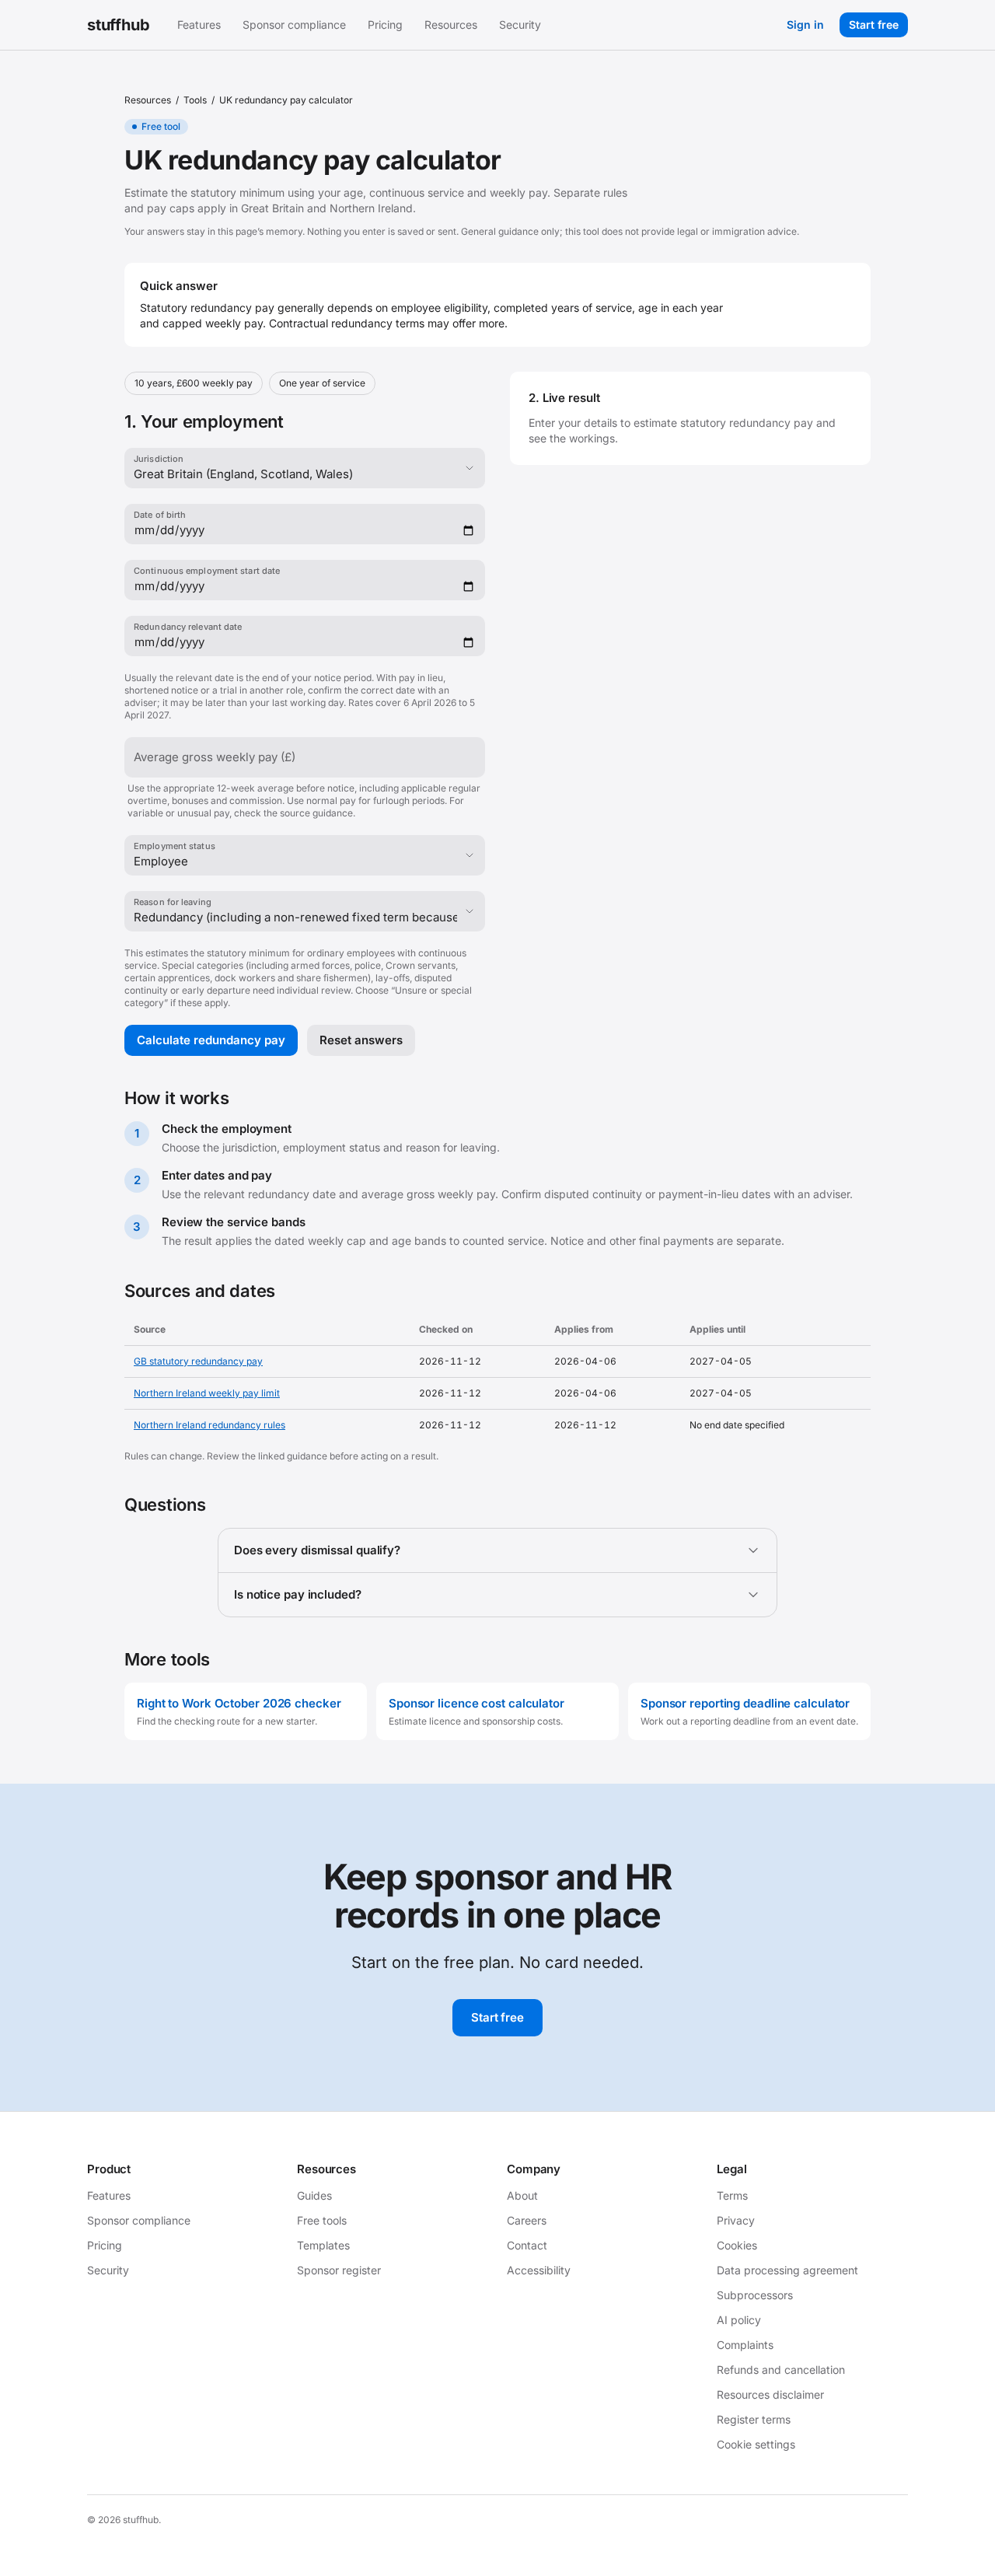 stuffhub
Features
Sponsor compliance
Pricing
Resources
Security
Sign in
Start free
Resources / Tools / UK redundancy pay calculator
Free tool
UK redundancy pay calculator
Estimate the statutory minimum using your age, continuous service and weekly pay. Separate rules
and pay caps apply in Great Britain and Northern Ireland.
Your answers stay in this page’s memory. Nothing you enter is saved or sent. General guidance only; this tool does not provide legal or immigration advice.
Quick answer
Statutory redundancy pay generally depends on employee eligibility, completed years of service, age in each year
and capped weekly pay. Contractual redundancy terms may offer more.
10 years, £600 weekly pay
One year of service
1. Your employment
Jurisdiction
Great Britain (England, Scotland, Wales)
Date of birth
mm/dd/yyyy
Continuous employment start date
mm/dd/yyyy
Redundancy relevant date
mm/dd/yyyy
Usually the relevant date is the end of your notice period. With pay in lieu,
shortened notice or a trial in another role, confirm the correct date with an
adviser; it may be later than your last working day. Rates cover 6 April 2026 to 5
April 2027.
Average gross weekly pay (£)
Use the appropriate 12-week average before notice, including applicable regular
overtime, bonuses and commission. Use normal pay for furlough periods. For
variable or unusual pay, check the source guidance.
Employment status
Employee
Reason for leaving
Redundancy (including a non-renewed fixed term because
This estimates the statutory minimum for ordinary employees with continuous
service. Special categories (including armed forces, police, Crown servants,
certain apprentices, dock workers and share fishermen), lay-offs, disputed
continuity or early departure need individual review. Choose “Unsure or special
category” if these apply.
Calculate redundancy pay
Reset answers
2. Live result
Enter your details to estimate statutory redundancy pay and
see the workings.
How it works
1
Check the employment
Choose the jurisdiction, employment status and reason for leaving.
2
Enter dates and pay
Use the relevant redundancy date and average gross weekly pay. Confirm disputed continuity or payment-in-lieu dates with an adviser.
3
Review the service bands
The result applies the dated weekly cap and age bands to counted service. Notice and other final payments are separate.
Sources and dates
Source Checked on Applies from Applies until
GB statutory redundancy pay 2026-11-12 2026-04-06 2027-04-05
Northern Ireland weekly pay limit 2026-11-12 2026-04-06 2027-04-05
Northern Ireland redundancy rules 2026-11-12 2026-11-12 No end date specified
Rules can change. Review the linked guidance before acting on a result.
Questions
Does every dismissal qualify?
Is notice pay included?
More tools
Right to Work October 2026 checker
Find the checking route for a new starter.
Sponsor licence cost calculator
Estimate licence and sponsorship costs.
Sponsor reporting deadline calculator
Work out a reporting deadline from an event date.
Keep sponsor and HR
records in one place
Start on the free plan. No card needed.
Start free
Product
Features
Sponsor compliance
Pricing
Security
Resources
Guides
Free tools
Templates
Sponsor register
Company
About
Careers
Contact
Accessibility
Legal
Terms
Privacy
Cookies
Data processing agreement
Subprocessors
AI policy
Complaints
Refunds and cancellation
Resources disclaimer
Register terms
Cookie settings
© 2026 stuffhub.